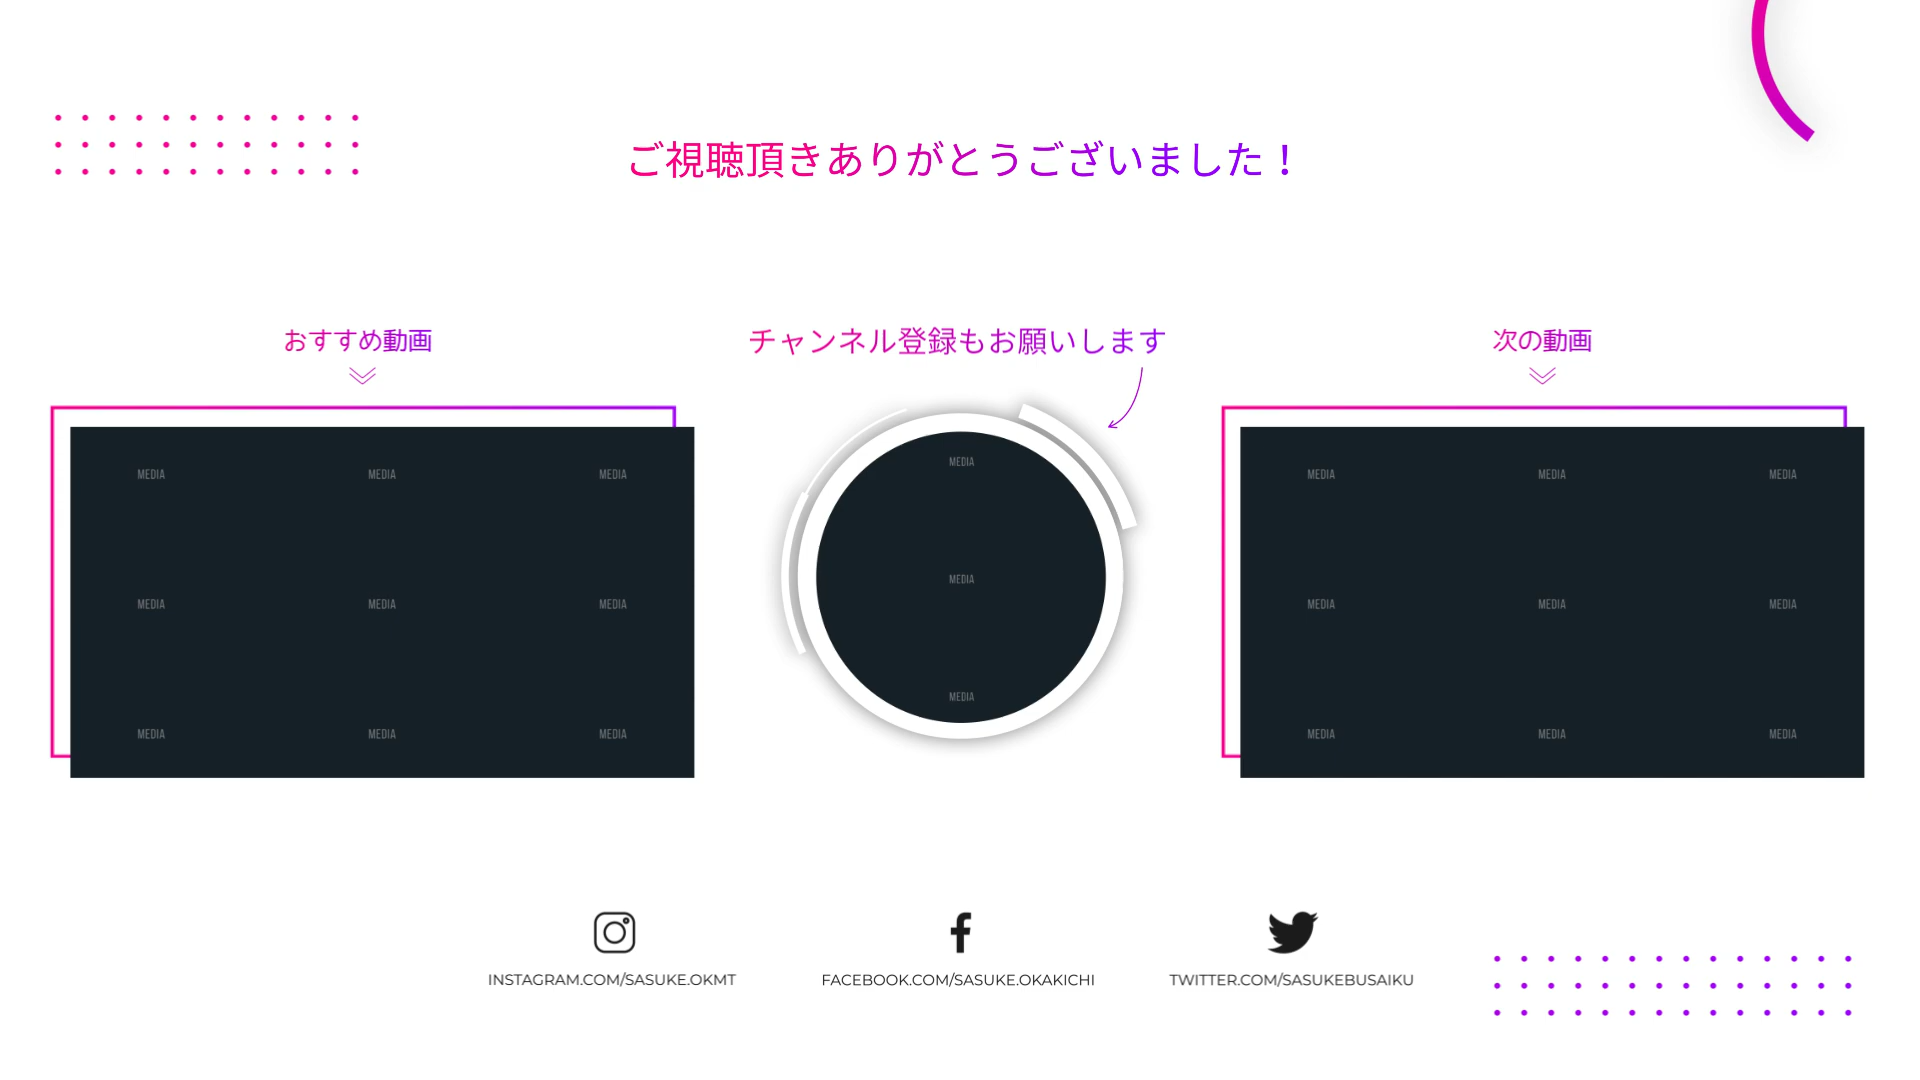 ご視聴頂きありがとうございました！
おすすめ動画
チャンネル登録もお願いします
次の動画
MEDIA MEDIA MEDIA
MEDIA MEDIA MEDIA
MEDIA MEDIA MEDIA
MEDIA
MEDIA
MEDIA
MEDIA MEDIA MEDIA
MEDIA MEDIA MEDIA
MEDIA MEDIA MEDIA
INSTAGRAM.COM/SASUKE.OKMT
FACEBOOK.COM/SASUKE.OKAKICHI
TWITTER.COM/SASUKEBUSAIKU